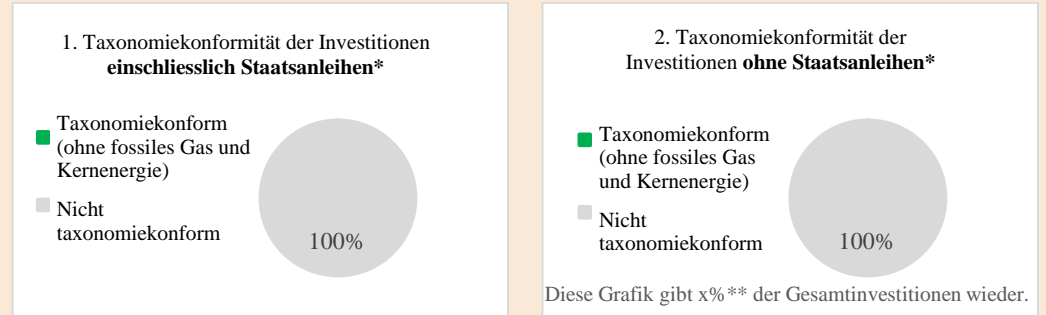 1. Taxonomiekonformität der Investitionen
einschliesslich Staatsanleihen*
Taxonomiekonform
(ohne fossiles Gas und
Kernenergie)
Nicht
taxonomiekonform
100%
2. Taxonomiekonformität der
Investitionen ohne Staatsanleihen*
Taxonomiekonform
(ohne fossiles Gas
und Kernenergie)
Nicht
taxonomiekonform
100%
Diese Grafik gibt x%** der Gesamtinvestitionen wieder.